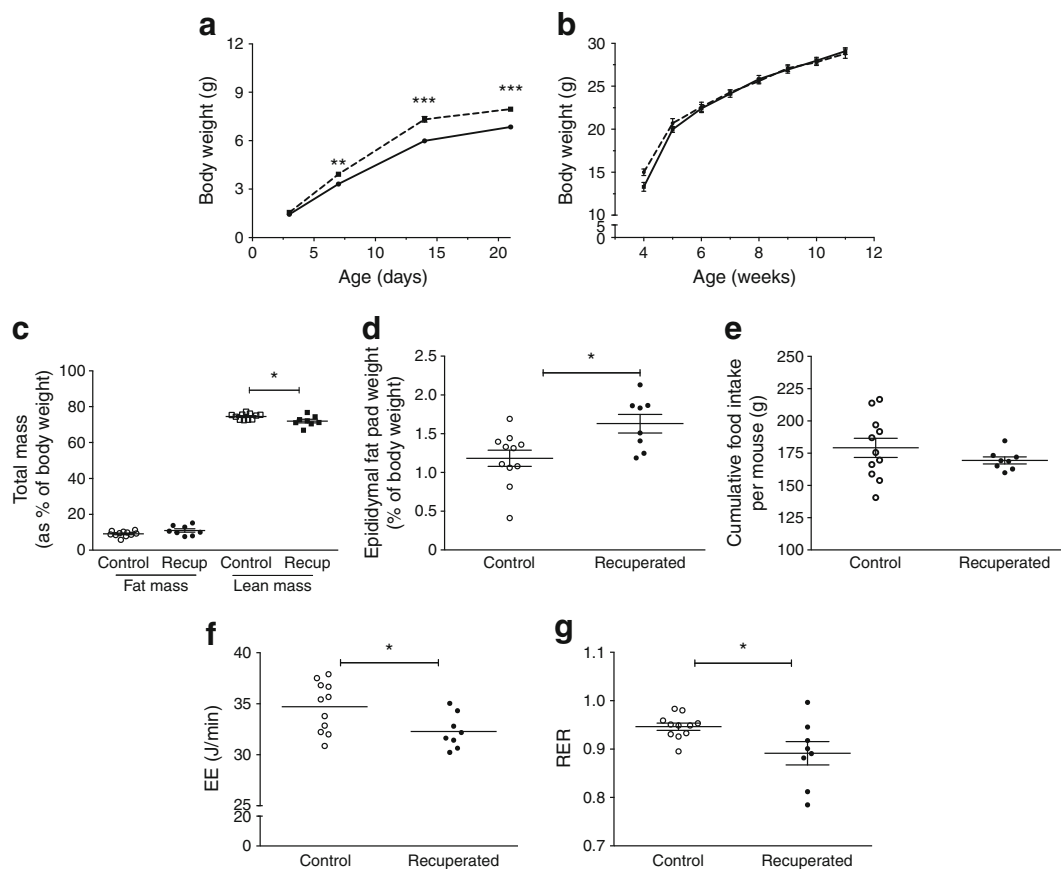 a
Body weight (g)
12
9
6
3
0
**
***
***
0 5 10 15 20
Age (days)
b
Body weight (g)
30
25
20
15
10
5
0
4 6 8 10 12
Age (weeks)
c
Total mass
(as % of body weight)
100
80
60
40
20
0
*
Control Recup Control Recup
Fat mass Lean mass
d
Epididymal fat pad weight
(% of body weight)
2.5
2.0
1.5
1.0
0.5
0
*
Control Recuperated
e
Cumulative food intake
per mouse (g)
250
225
200
175
150
125
100
Control Recuperated
f
EE (J/min)
40
35
30
25
20
0
*
Control Recuperated
g
RER
1.1
1.0
0.9
0.8
0.7
*
Control Recuperated